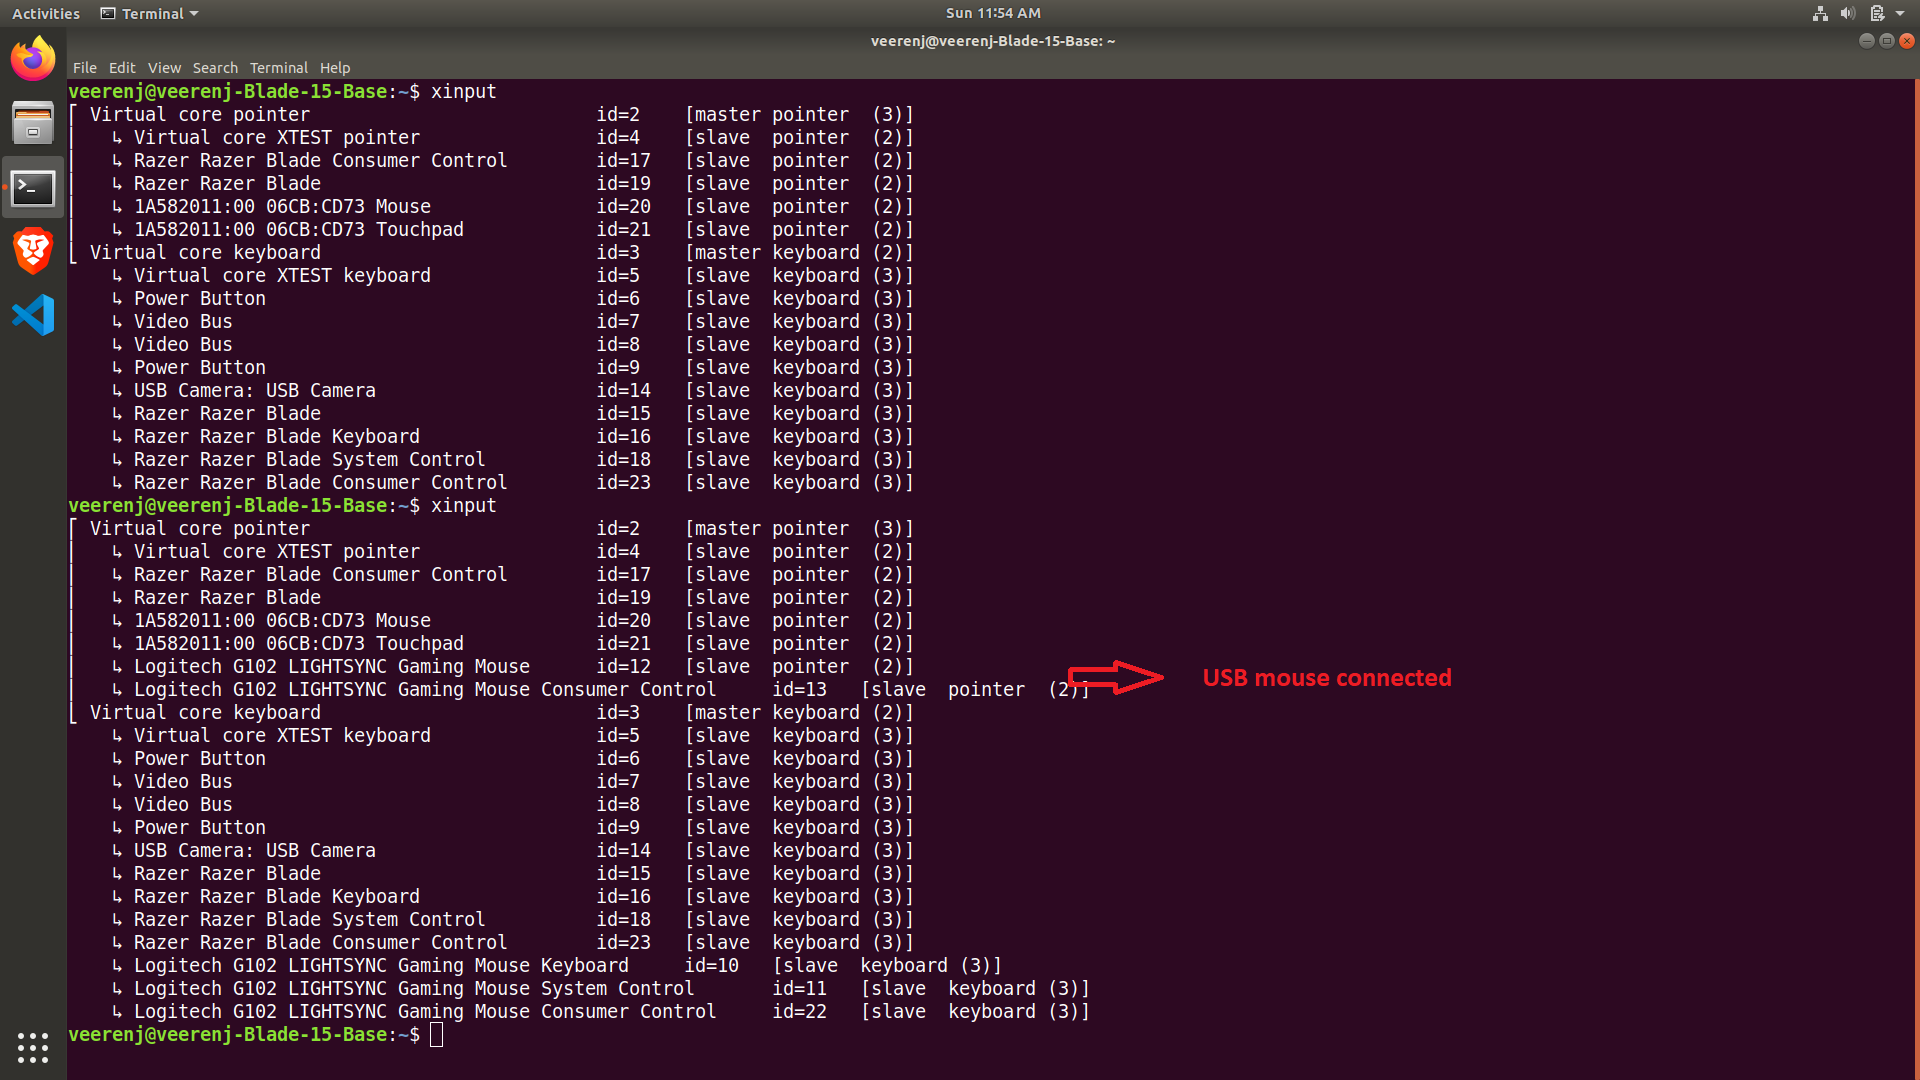 Activities Terminal Sun 11:54 AM
veerenj@veerenj-Blade-15-Base: ~
File Edit View Search Terminal Help
veerenj@veerenj-Blade-15-Base:~$ xinput
⎡ Virtual core pointer id=2 [master pointer (3)]
⎜ ↳ Virtual core XTEST pointer id=4 [slave pointer (2)]
⎜ ↳ Razer Razer Blade Consumer Control id=17 [slave pointer (2)]
⎜ ↳ Razer Razer Blade id=19 [slave pointer (2)]
⎜ ↳ 1A582011:00 06CB:CD73 Mouse id=20 [slave pointer (2)]
⎜ ↳ 1A582011:00 06CB:CD73 Touchpad id=21 [slave pointer (2)]
⎣ Virtual core keyboard id=3 [master keyboard (2)]
↳ Virtual core XTEST keyboard id=5 [slave keyboard (3)]
↳ Power Button id=6 [slave keyboard (3)]
↳ Video Bus id=7 [slave keyboard (3)]
↳ Video Bus id=8 [slave keyboard (3)]
↳ Power Button id=9 [slave keyboard (3)]
↳ USB Camera: USB Camera id=14 [slave keyboard (3)]
↳ Razer Razer Blade id=15 [slave keyboard (3)]
↳ Razer Razer Blade Keyboard id=16 [slave keyboard (3)]
↳ Razer Razer Blade System Control id=18 [slave keyboard (3)]
↳ Razer Razer Blade Consumer Control id=23 [slave keyboard (3)]
veerenj@veerenj-Blade-15-Base:~$ xinput
⎡ Virtual core pointer id=2 [master pointer (3)]
⎜ ↳ Virtual core XTEST pointer id=4 [slave pointer (2)]
⎜ ↳ Razer Razer Blade Consumer Control id=17 [slave pointer (2)]
⎜ ↳ Razer Razer Blade id=19 [slave pointer (2)]
⎜ ↳ 1A582011:00 06CB:CD73 Mouse id=20 [slave pointer (2)]
⎜ ↳ 1A582011:00 06CB:CD73 Touchpad id=21 [slave pointer (2)]
⎜ ↳ Logitech G102 LIGHTSYNC Gaming Mouse id=12 [slave pointer (2)]
USB mouse connected
⎜ ↳ Logitech G102 LIGHTSYNC Gaming Mouse Consumer Control id=13 [slave pointer (2)]
⎣ Virtual core keyboard id=3 [master keyboard (2)]
↳ Virtual core XTEST keyboard id=5 [slave keyboard (3)]
↳ Power Button id=6 [slave keyboard (3)]
↳ Video Bus id=7 [slave keyboard (3)]
↳ Video Bus id=8 [slave keyboard (3)]
↳ Power Button id=9 [slave keyboard (3)]
↳ USB Camera: USB Camera id=14 [slave keyboard (3)]
↳ Razer Razer Blade id=15 [slave keyboard (3)]
↳ Razer Razer Blade Keyboard id=16 [slave keyboard (3)]
↳ Razer Razer Blade System Control id=18 [slave keyboard (3)]
↳ Razer Razer Blade Consumer Control id=23 [slave keyboard (3)]
↳ Logitech G102 LIGHTSYNC Gaming Mouse Keyboard id=10 [slave keyboard (3)]
↳ Logitech G102 LIGHTSYNC Gaming Mouse System Control id=11 [slave keyboard (3)]
↳ Logitech G102 LIGHTSYNC Gaming Mouse Consumer Control id=22 [slave keyboard (3)]
veerenj@veerenj-Blade-15-Base:~$